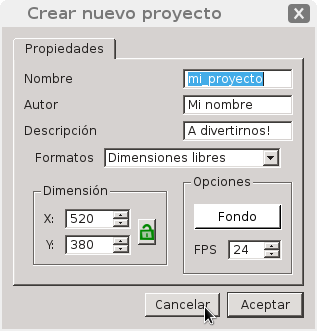 Crear nuevo proyecto
Propiedades
Nombre mi_proyecto
Autor Mi nombre
Descripción A divertirnos!
Formatos Dimensiones libres
Dimensión
X: 520
Y: 380
Opciones
Fondo
FPS 24
Cancelar Aceptar